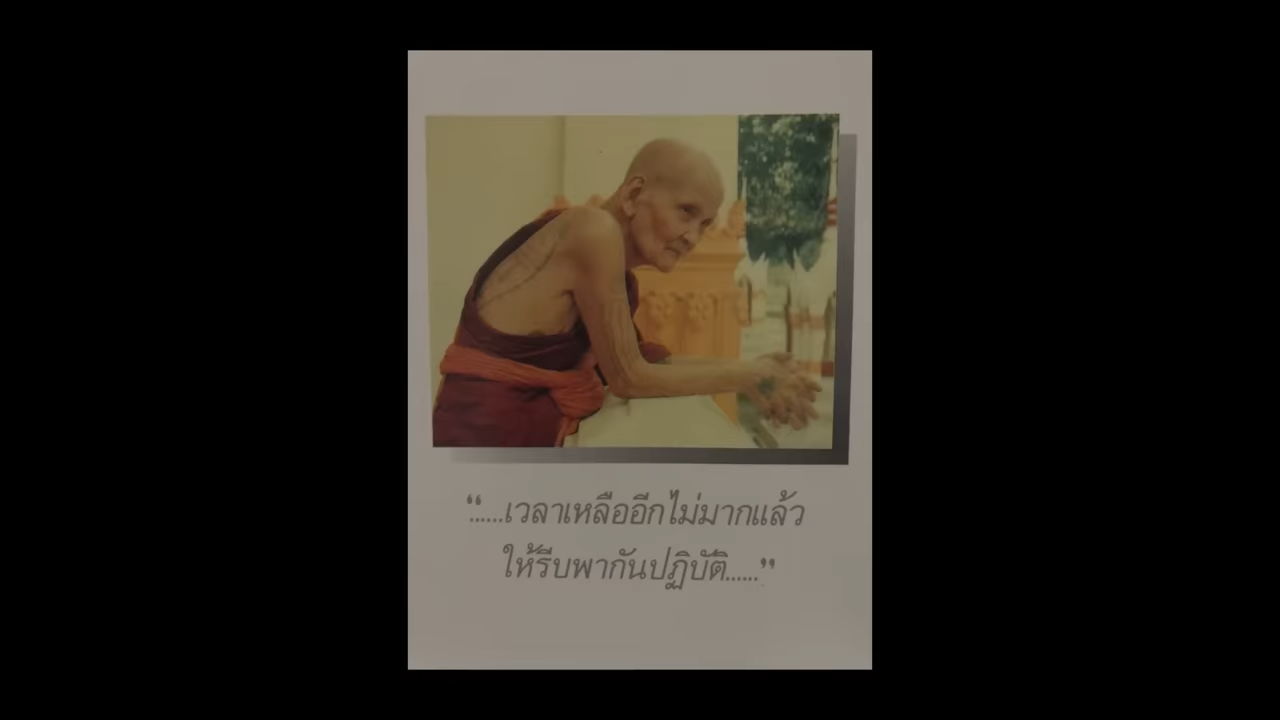 “......เวลาเหลืออีกไม่มากแล้ว
ให้รีบพากันปฏิบัติ......”